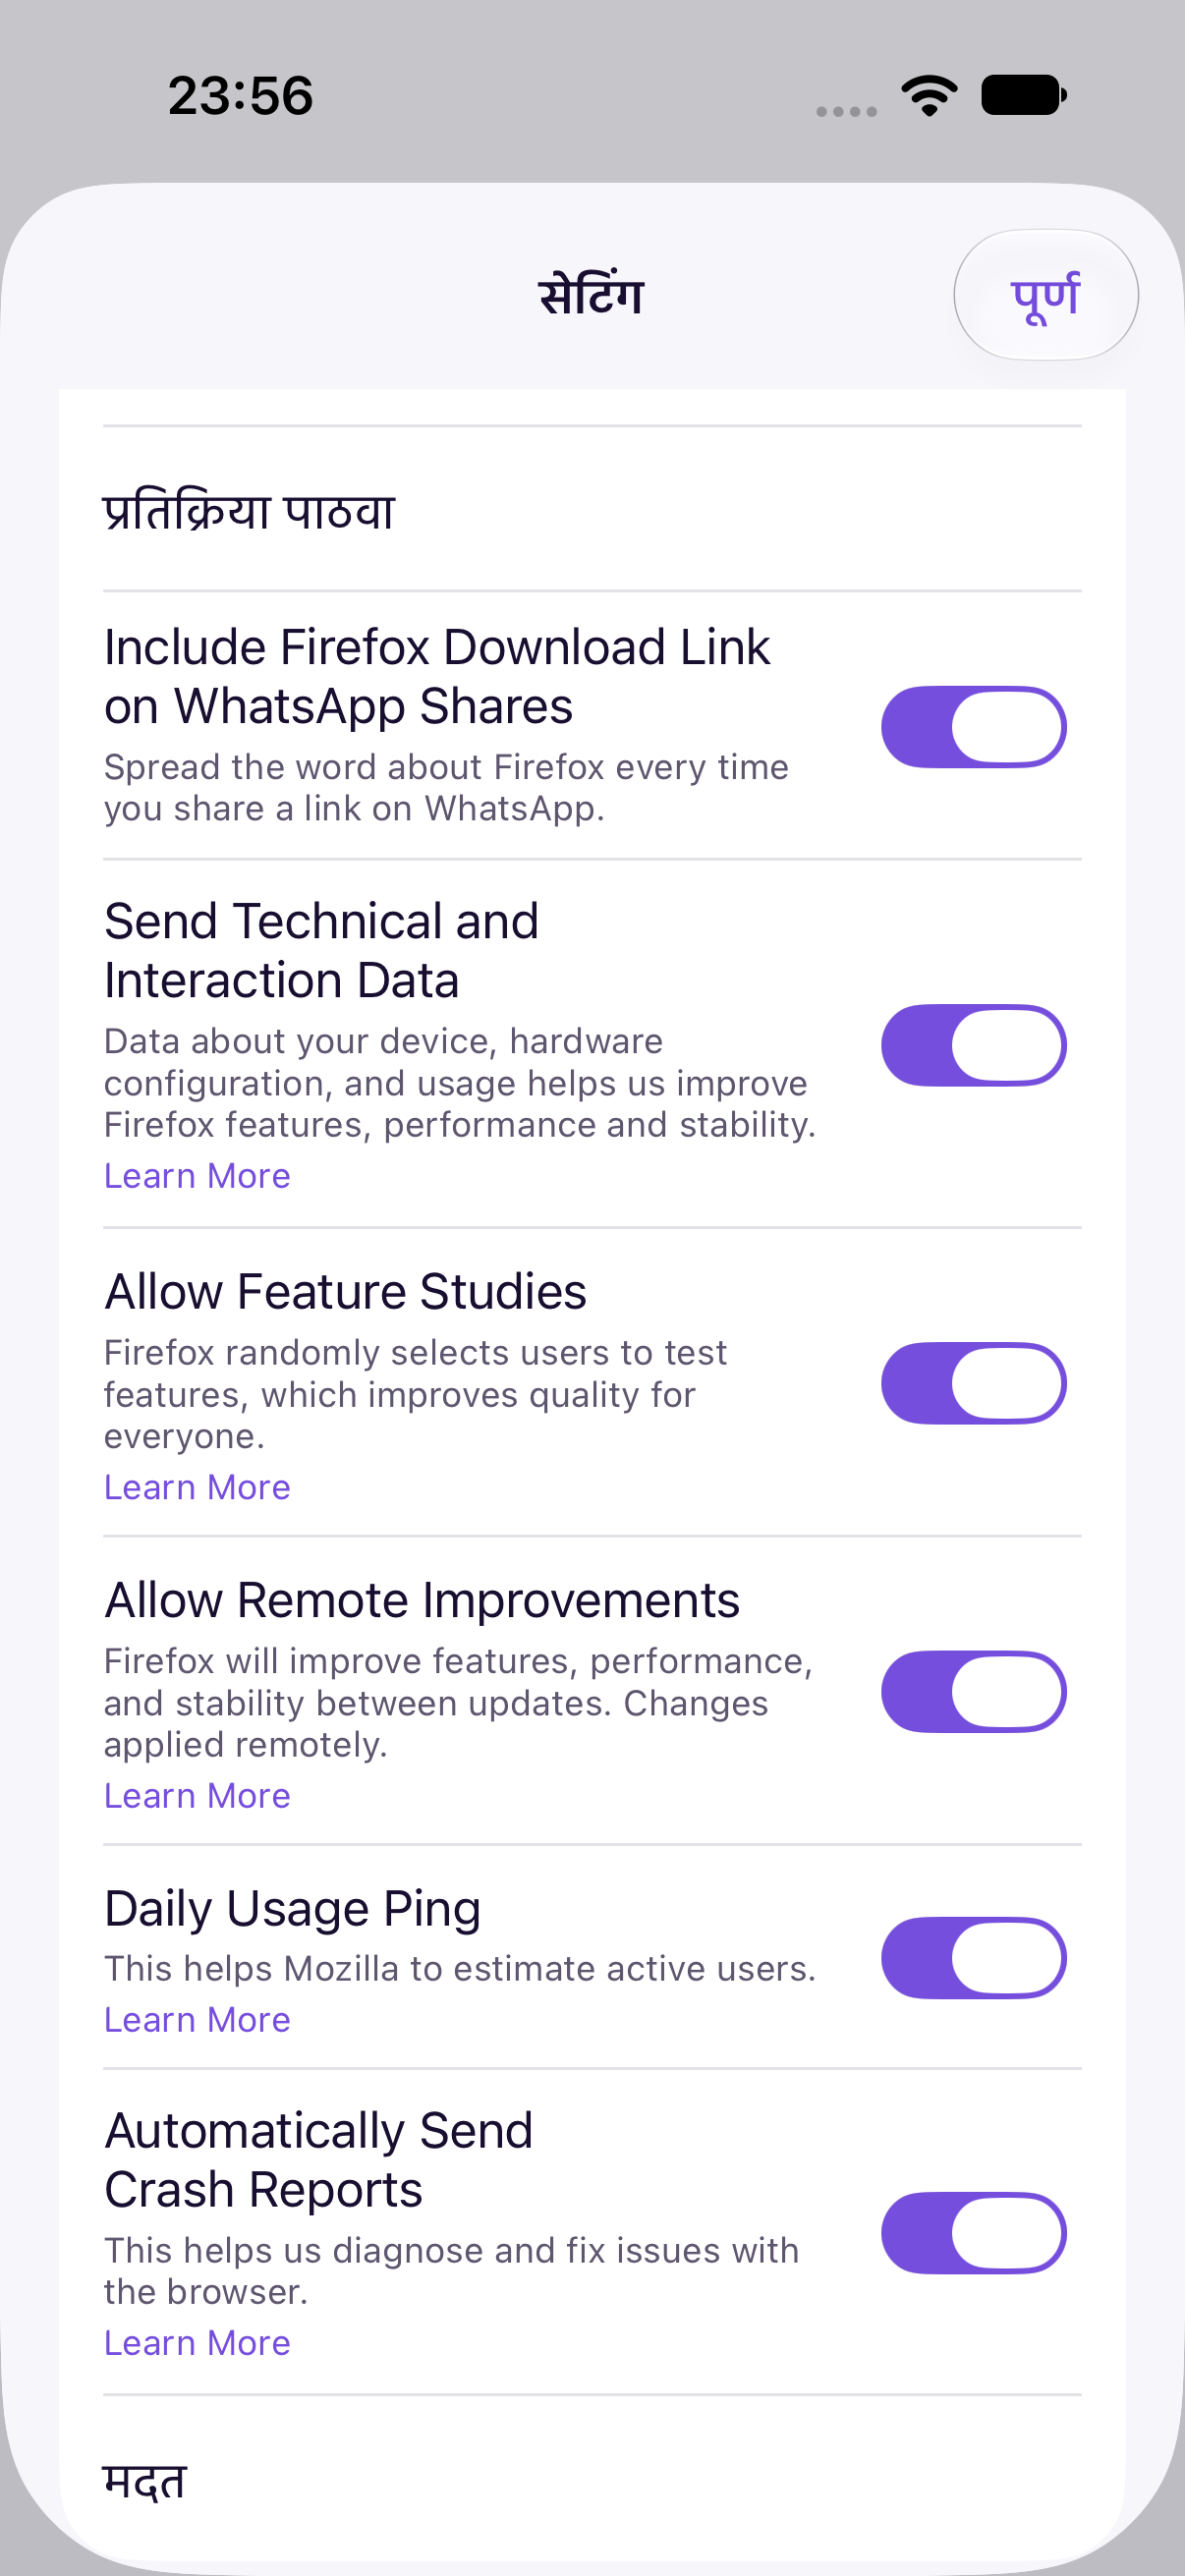 23:56
सेटिंग
पूर्ण
प्रतिक्रिया पाठवा
Include Firefox Download Link
on WhatsApp Shares
Spread the word about Firefox every time
you share a link on WhatsApp.
Send Technical and
Interaction Data
Data about your device, hardware
configuration, and usage helps us improve
Firefox features, performance and stability.
Learn More
Allow Feature Studies
Firefox randomly selects users to test
features, which improves quality for
everyone.
Learn More
Allow Remote Improvements
Firefox will improve features, performance,
and stability between updates. Changes
applied remotely.
Learn More
Daily Usage Ping
This helps Mozilla to estimate active users.
Learn More
Automatically Send
Crash Reports
This helps us diagnose and fix issues with
the browser.
Learn More
मदत